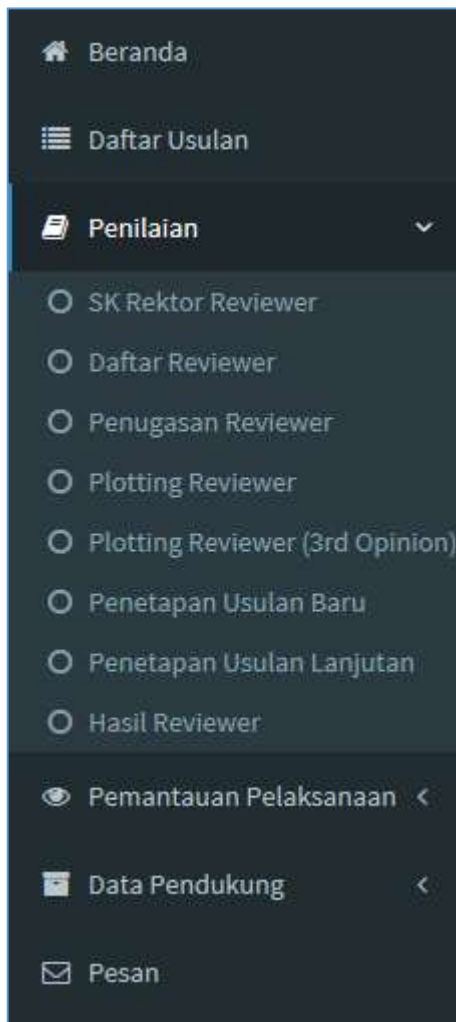 Beranda
Daftar Usulan
Penilaian
SK Rektor Reviewer
Daftar Reviewer
Penugasan Reviewer
Plotting Reviewer
Plotting Reviewer (3rd Opinion)
Penetapan Usulan Baru
Penetapan Usulan Lanjutan
Hasil Reviewer
Pemantauan Pelaksanaan
Data Pendukung
Pesan